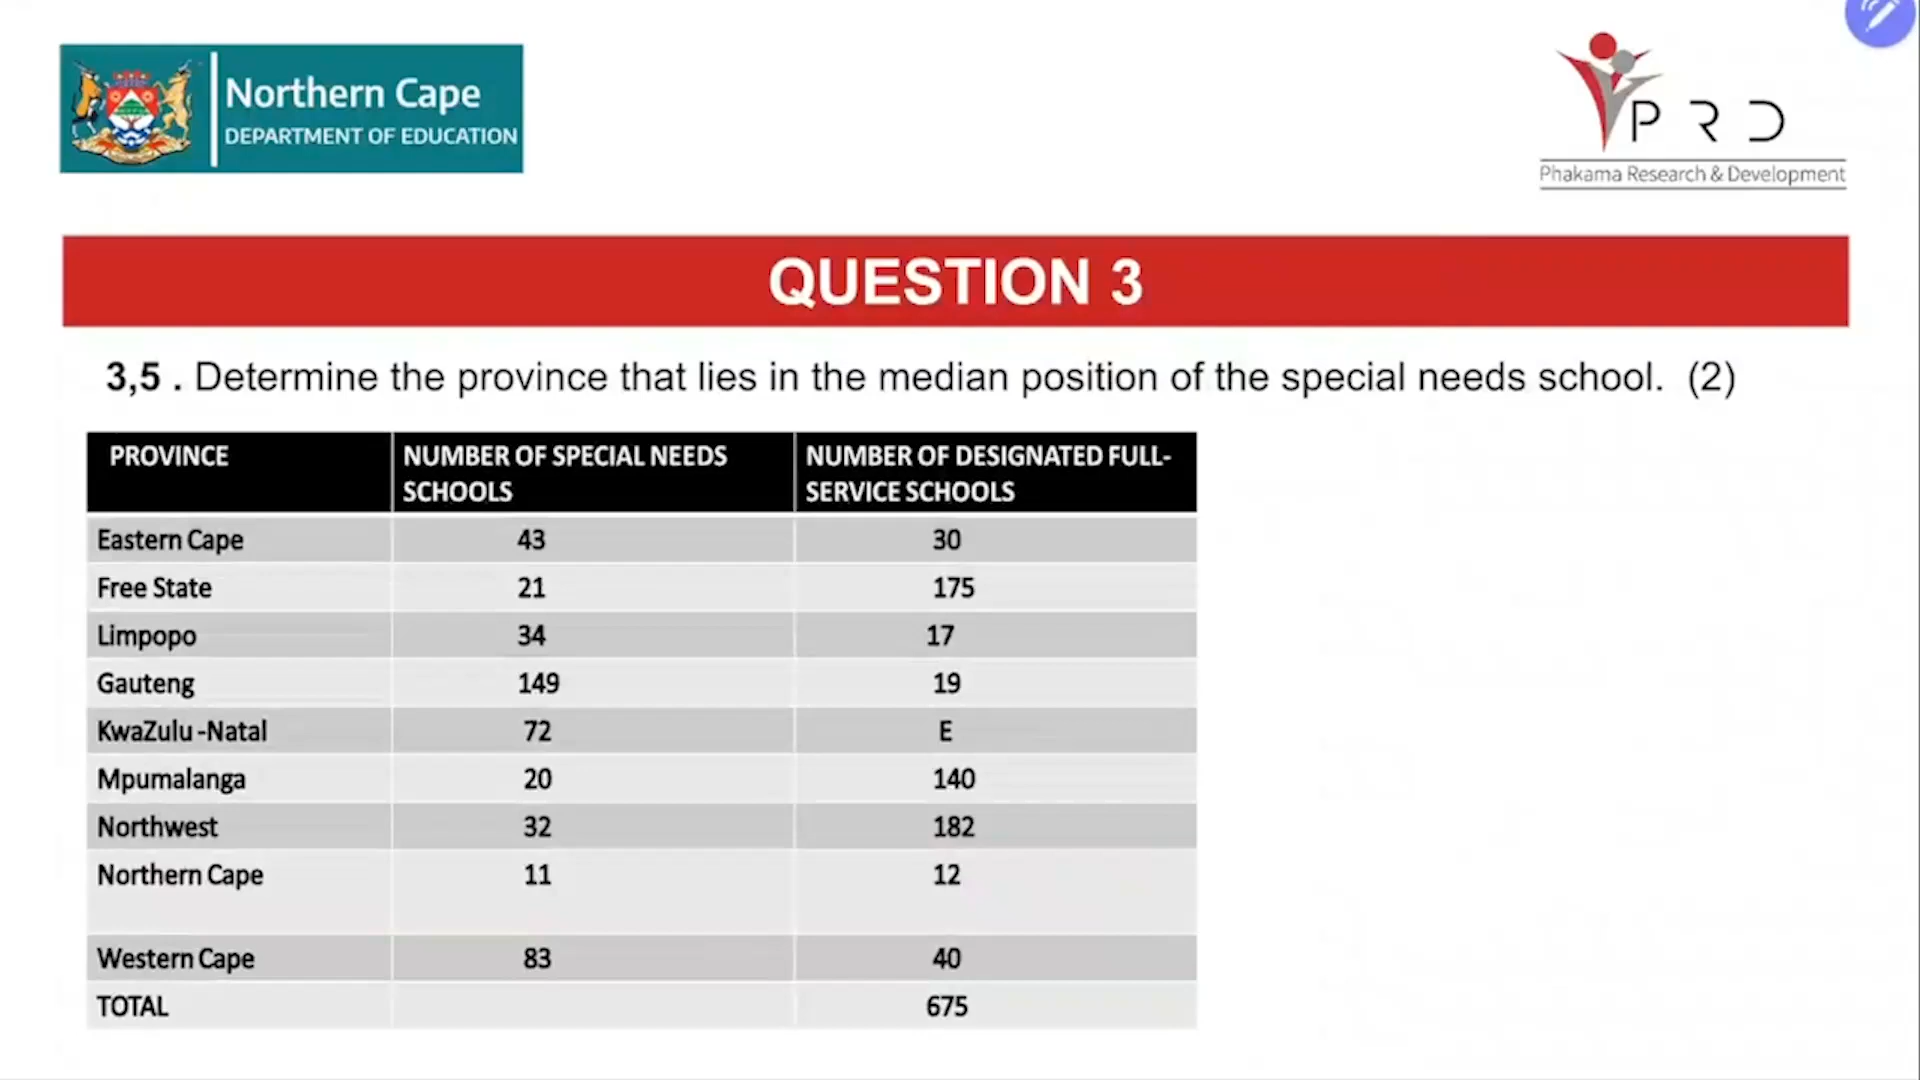 Northern Cape
DEPARTMENT OF EDUCATION
PRD
Phakama Research & Development
QUESTION 3
3,5 . Determine the province that lies in the median position of the special needs school. (2)
PROVINCE NUMBER OF SPECIAL NEEDS SCHOOLS NUMBER OF DESIGNATED FULL-SERVICE SCHOOLS
Eastern Cape 43 30
Free State 21 175
Limpopo 34 17
Gauteng 149 19
KwaZulu -Natal 72 E
Mpumalanga 20 140
Northwest 32 182
Northern Cape 11 12
Western Cape 83 40
TOTAL 675